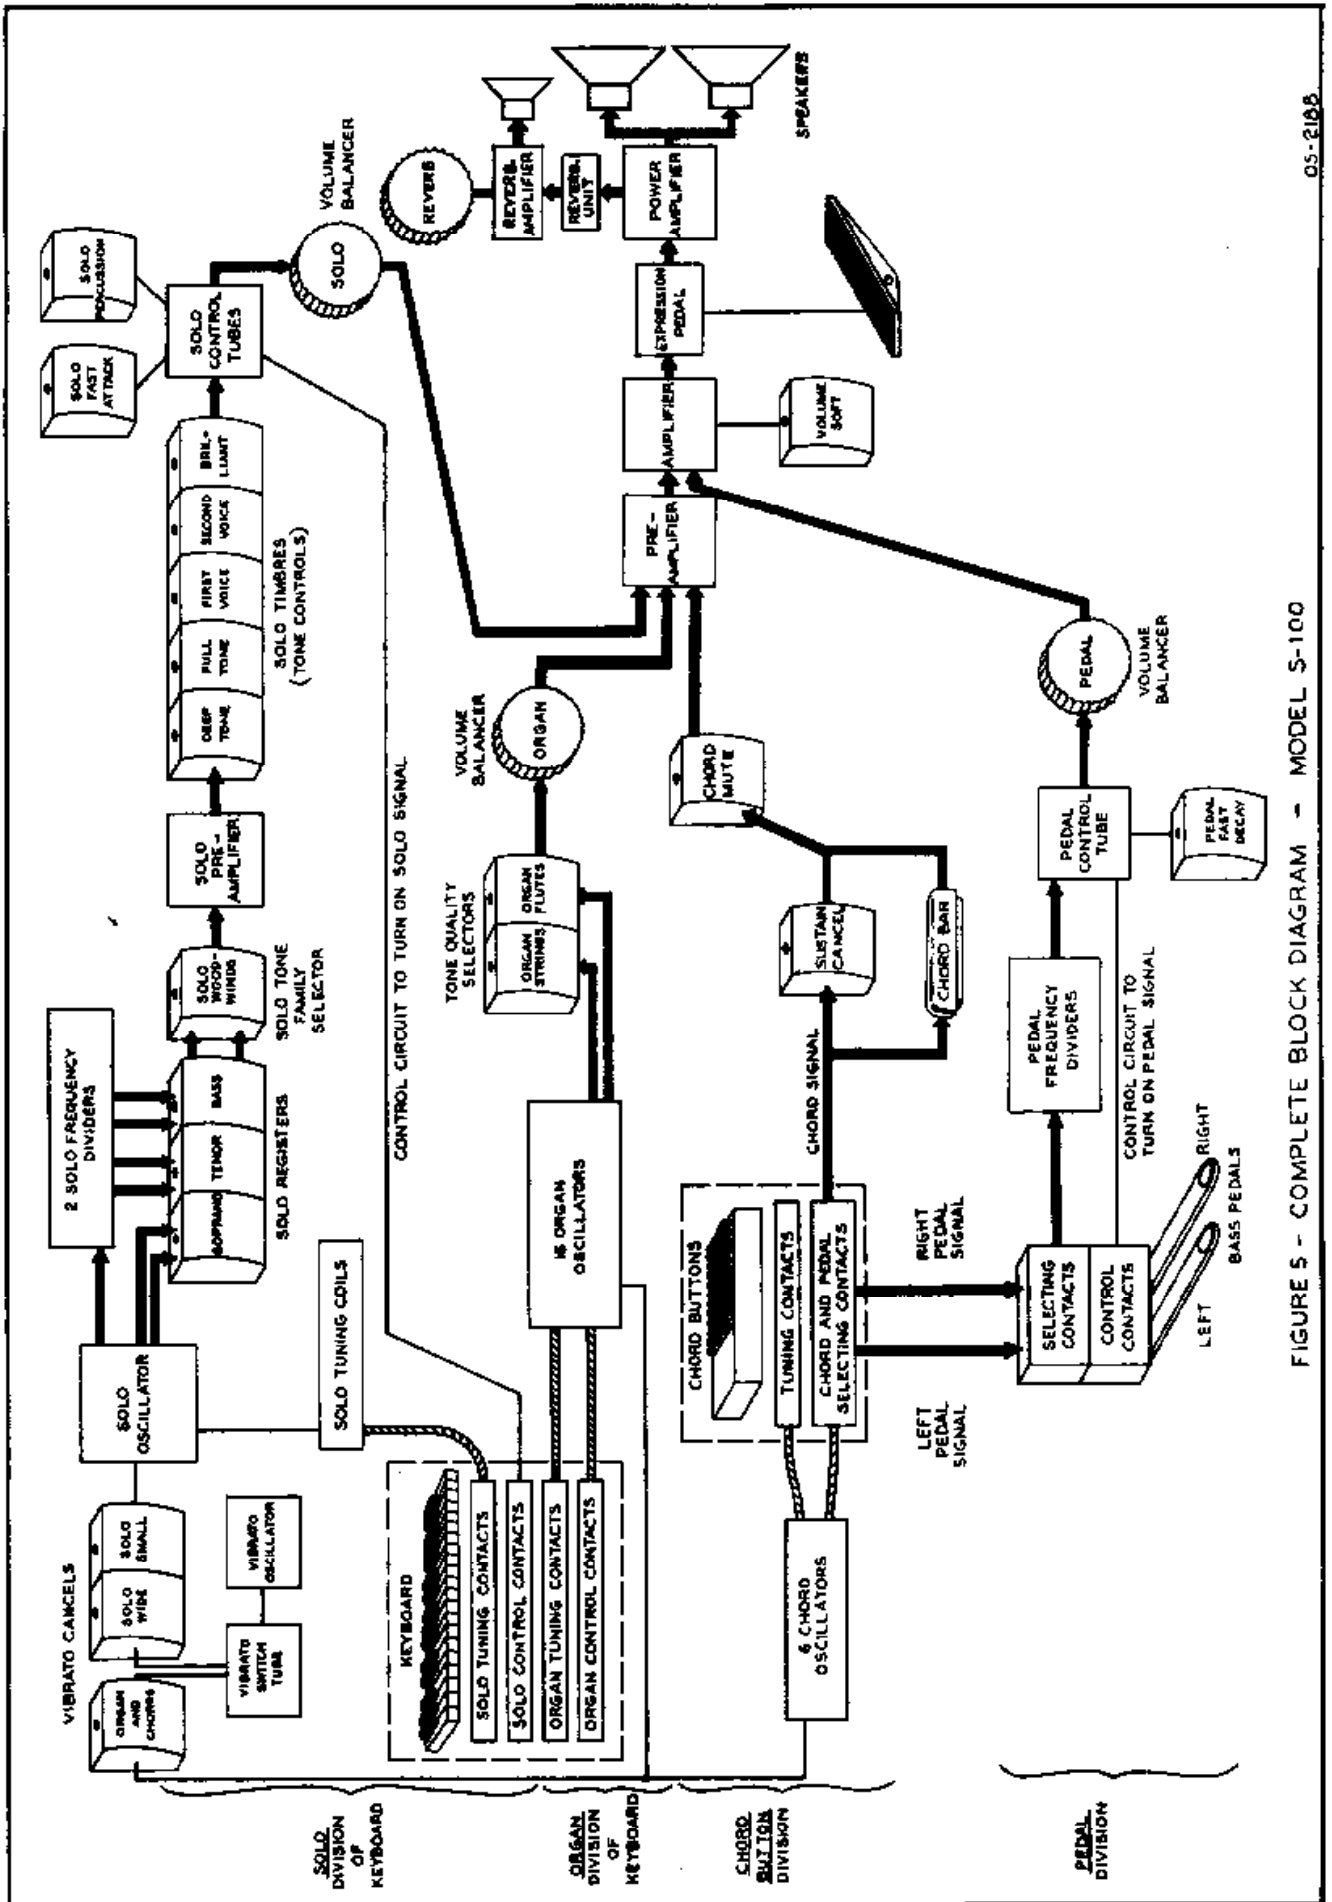 VIBRATO CANCELS
ORGAN
AND
CHORDS
SOLO
WIDE
SOLO
SMALL
VIBRATO
SWITCH
TUBE
VIBRATO
OSCILLATOR
SOLO
OSCILLATOR
2 SOLO FREQUENCY
DIVIDERS
SOPRANO
TENOR
BASS
SOLO REGISTERS
SOLO
WOOD-
WINDS
SOLO TONE
FAMILY
SELECTOR
SOLO
PRE-
AMPLIFIER
DEEP
TONE
FULL
TONE
FIRST
VOICE
SECOND
VOICE
BRIL-
LIANT
SOLO TIMBRES
(TONE CONTROLS)
SOLO
FAST
ATTACK
SOLO
PERCUSSION
SOLO
CONTROL
TUBES
SOLO
VOLUME
BALANCER
SOLO TUNING COILS
CONTROL CIRCUIT TO TURN ON SOLO SIGNAL
SOLO
DIVISION
OF
KEYBOARD
KEYBOARD
SOLO TUNING CONTACTS
SOLO CONTROL CONTACTS
ORGAN TUNING CONTACTS
ORGAN CONTROL CONTACTS
ORGAN
DIVISION
OF
KEYBOARD
18 ORGAN
OSCILLATORS
TONE QUALITY
SELECTORS
ORGAN
STRINGS
ORGAN
FLUTES
VOLUME
BALANCER
ORGAN
PRE-
AMPLIFIER
AMPLIFIER
VOLUME
SOFT
EXPRESSION
PEDAL
POWER
AMPLIFIER
REVERB.
UNIT
REVERB.
AMPLIFIER
REVERB
SPEAKERS
CHORD
BUTTON
DIVISION
6 CHORD
OSCILLATORS
CHORD BUTTONS
TUNING CONTACTS
CHORD AND PEDAL
SELECTING CONTACTS
CHORD SIGNAL
SUSTAIN
CANCEL
CHORD BAR
CHORD
MUTE
LEFT
PEDAL
SIGNAL
RIGHT
PEDAL
SIGNAL
PEDAL
DIVISION
SELECTING
CONTACTS
CONTROL
CONTACTS
LEFT
RIGHT
BASS PEDALS
PEDAL
FREQUENCY
DIVIDERS
CONTROL CIRCUIT TO
TURN ON PEDAL SIGNAL
PEDAL
CONTROL
TUBE
PEDAL
FAST
DECAY
PEDAL
VOLUME
BALANCER
FIGURE 5 - COMPLETE BLOCK DIAGRAM - MODEL S-100
05-2188